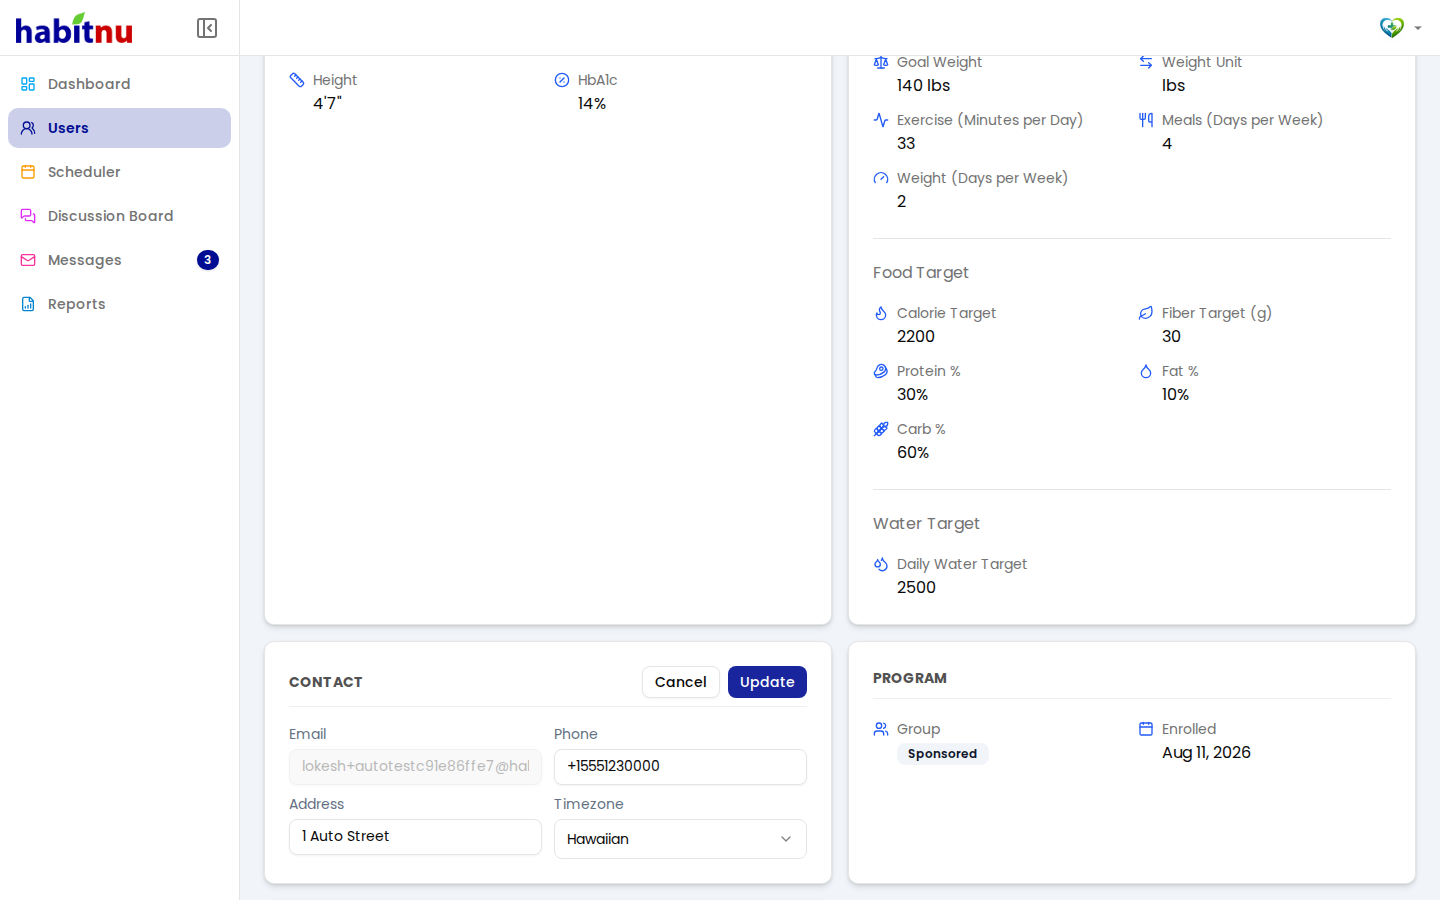 habitnu
Dashboard
Users
Scheduler
Discussion Board
Messages
3
Reports
Height
4'7"
HbA1c
14%
Goal Weight
140 lbs
Weight Unit
lbs
Exercise (Minutes per Day)
33
Meals (Days per Week)
4
Weight (Days per Week)
2
Food Target
Calorie Target
2200
Fiber Target (g)
30
Protein %
30%
Fat %
10%
Carb %
60%
Water Target
Daily Water Target
2500
CONTACT
Cancel
Update
Email
lokesh+autotestc91e86ffe7@hal
Phone
+15551230000
Address
1 Auto Street
Timezone
Hawaiian
PROGRAM
Group
Sponsored
Enrolled
Aug 11, 2026